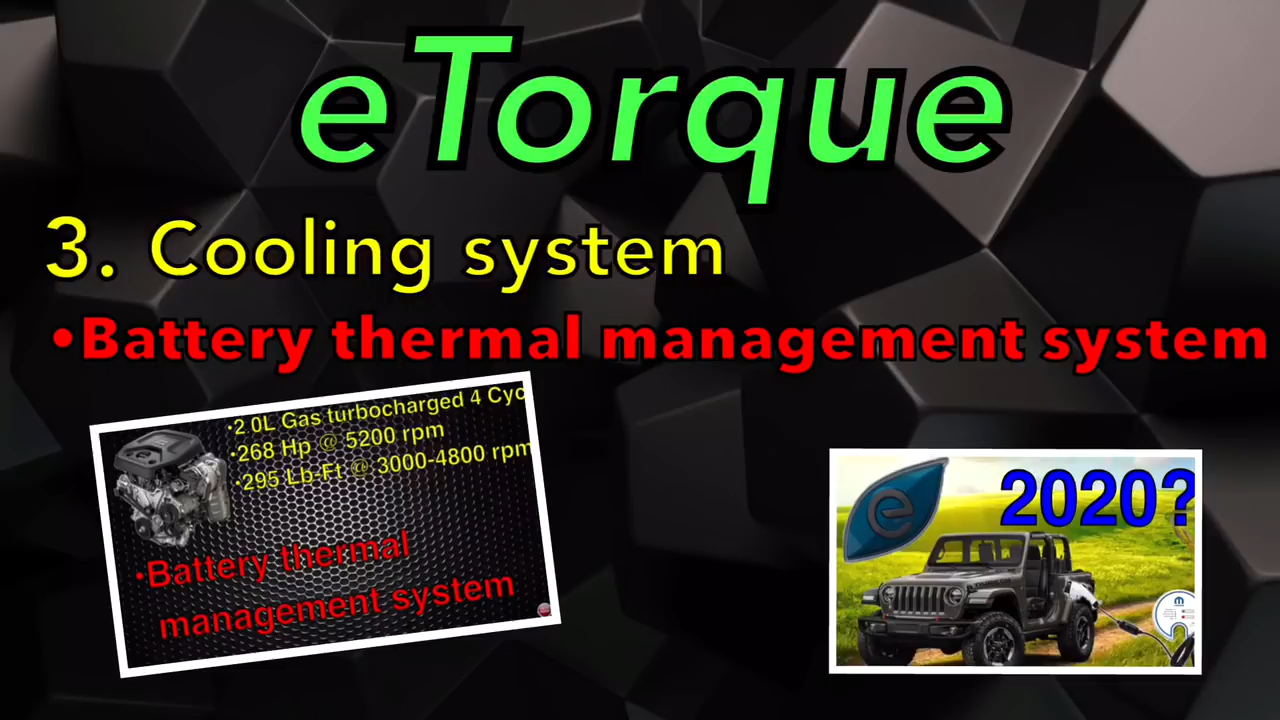 eTorque
3. Cooling system
•Battery thermal management system
•2.0L Gas turbocharged 4 Cyc
•268 Hp @ 5200 rpm
•295 Lb-Ft @ 3000-4800 rpm
•Battery thermal
management system
e
2020?